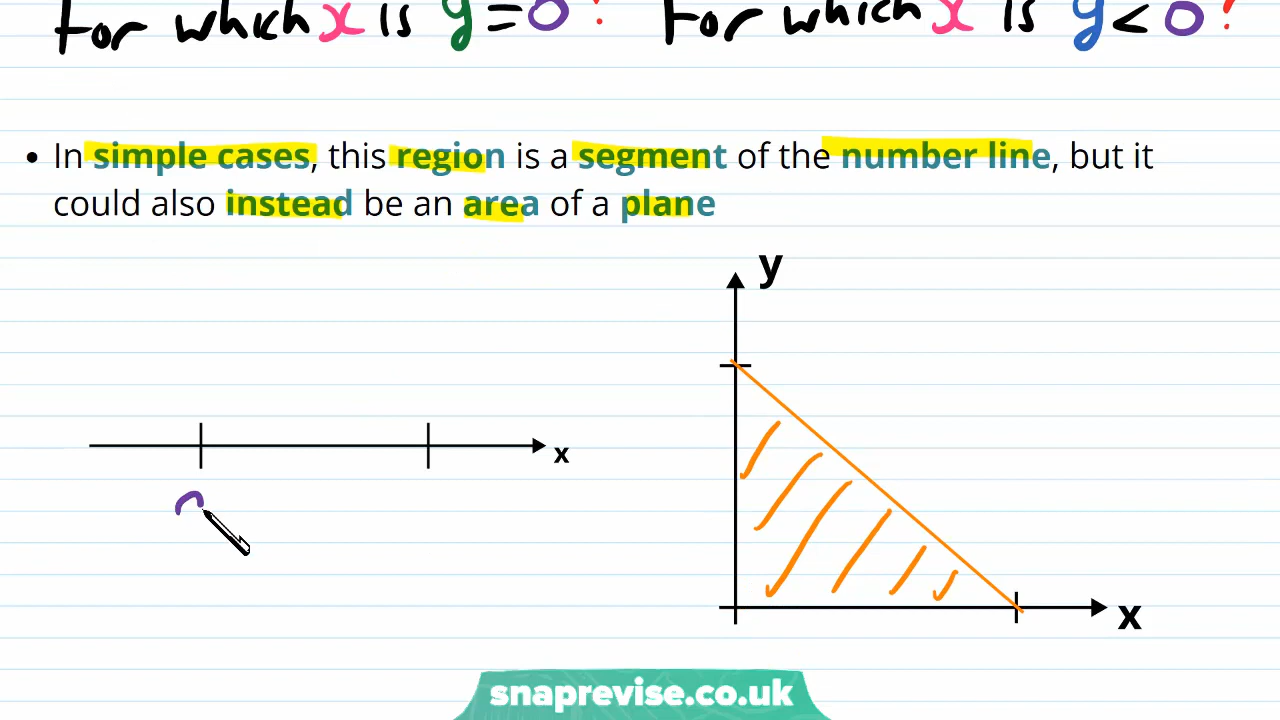 For which x is y = 0? For which x is y < 0?
• In simple cases, this region is a segment of the number line, but it
could also instead be an area of a plane
y
x
x
snaprevise.co.uk